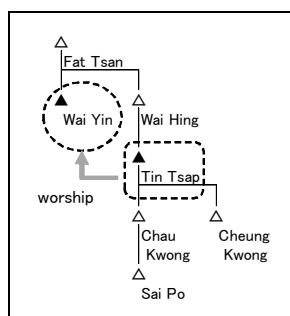 Fat Tsan
Wai Yin
Wai Hing
Tin Tsap
worship
Chau
Kwong
Cheung
Kwong
Sai Po